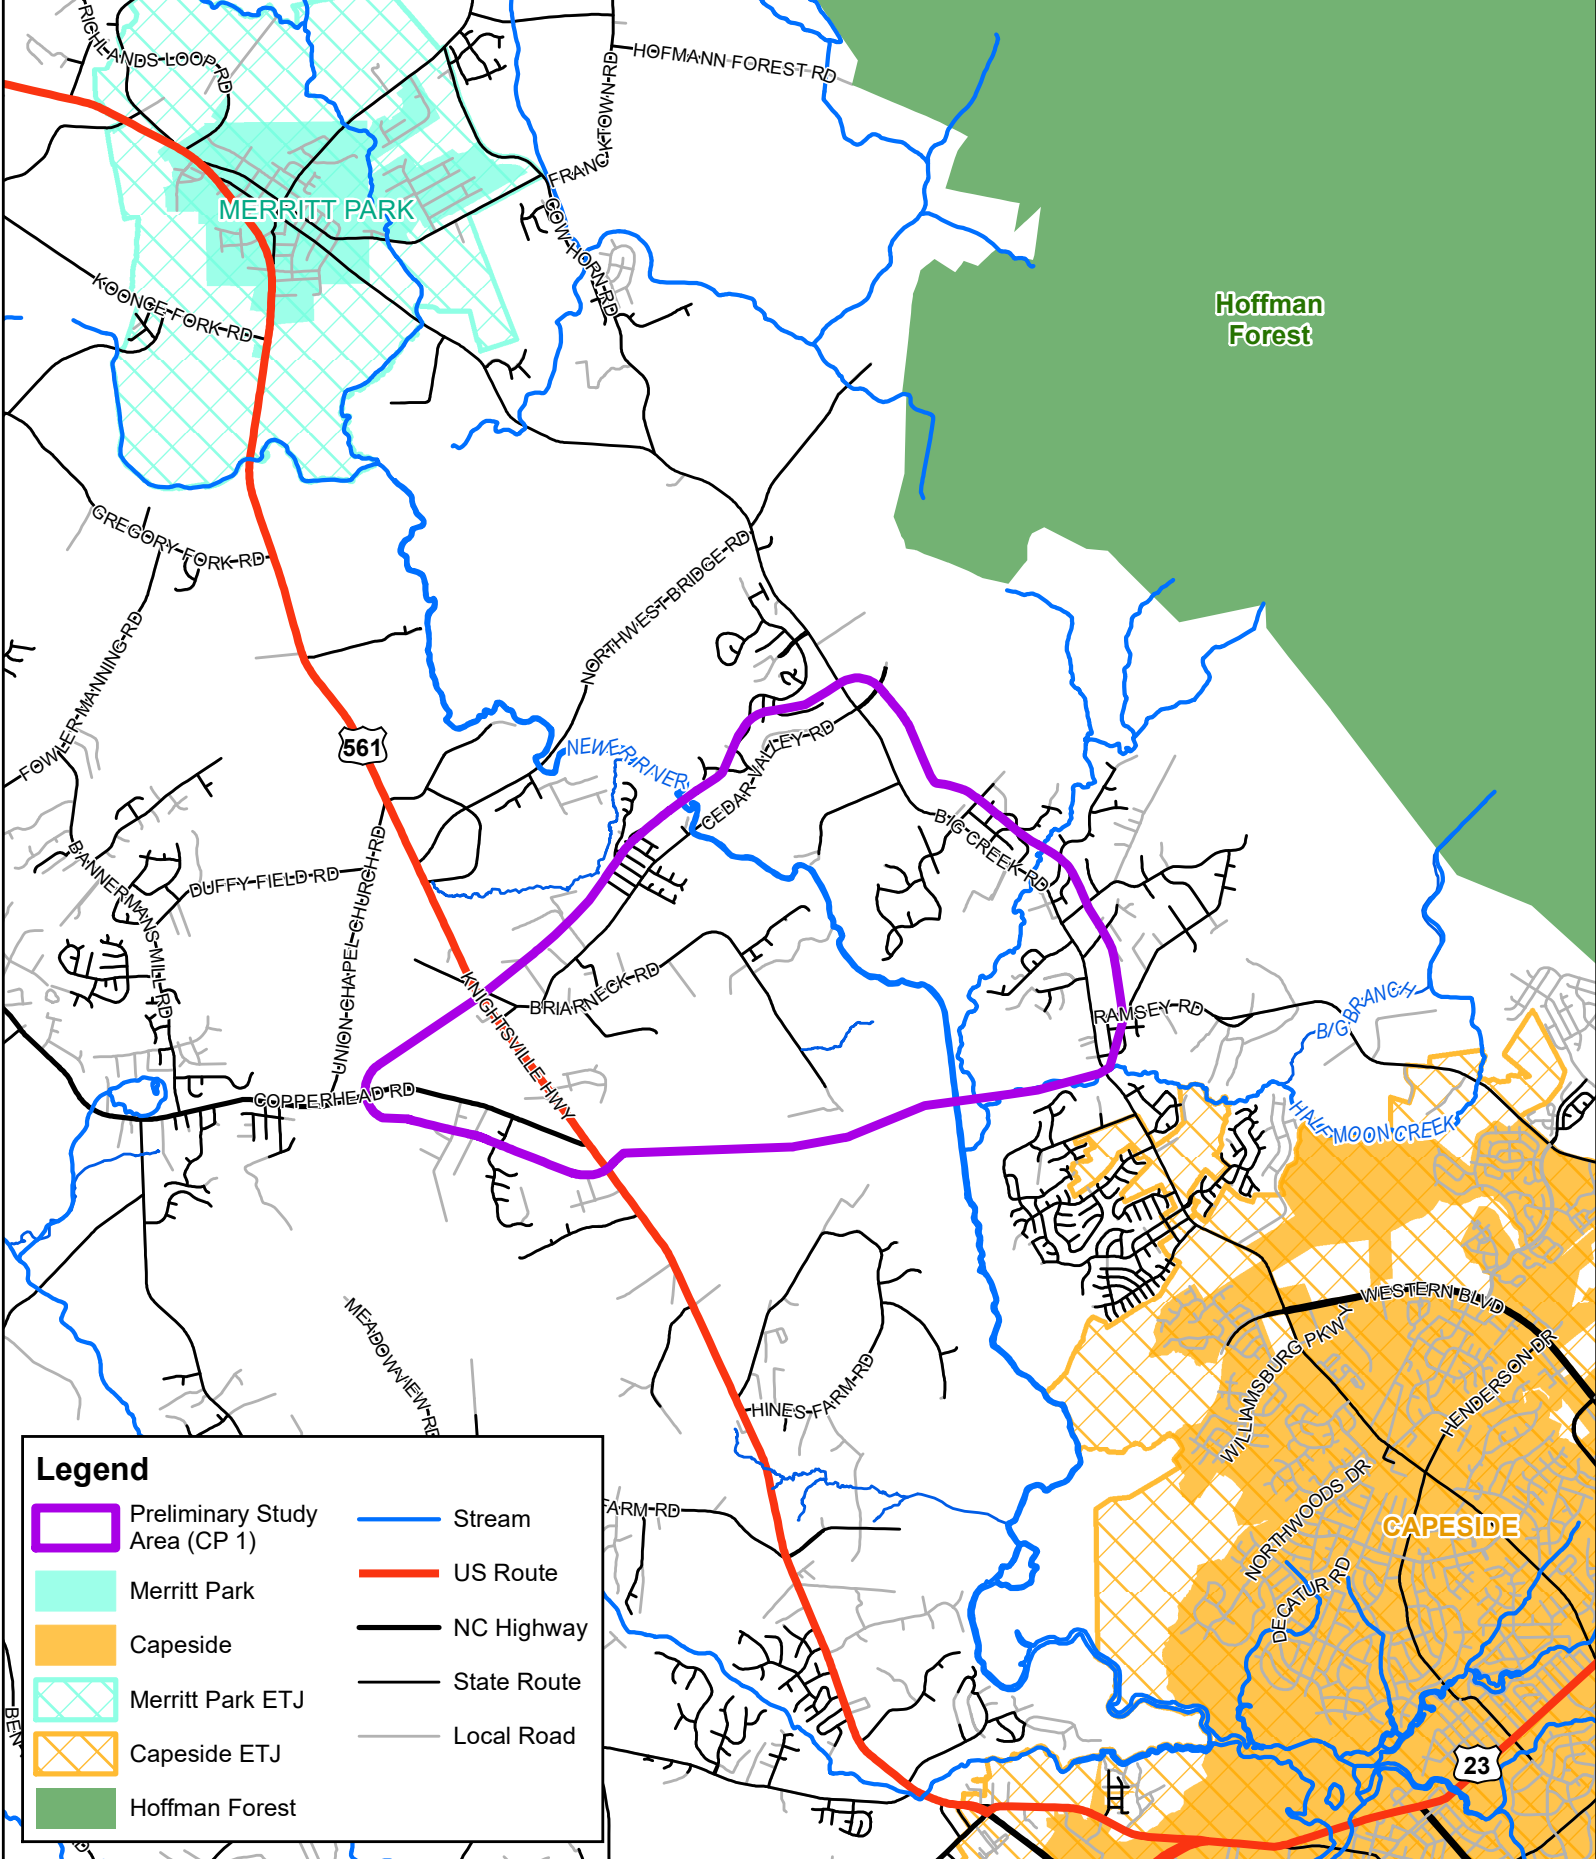 RICHLANDS LOOP RD
HOFMANN FOREST RD
FRANCKTOWN RD
MERRITT PARK
COW HORN RD
KOONCE FORK RD
Hoffman
Forest
GREGORY FORK RD
NORTHWEST BRIDGE RD
FOWLER MANNING RD
561
NEW RIVER
CEDAR VALLEY RD
BIG CREEK RD
BANNERMANS MILL RD
DUFFY FIELD RD
UNION CHAPEL CHURCH RD
KNIGHTSVILLE HWY
BRIARNECK RD
RAMSEY RD
BIG BRANCH
COPPERHEAD RD
HALF MOON CREEK
MEADOWVIEW RD
WESTERN BLVD
WILLIAMSBURG PKWY
HENDERSON DR
HINES FARM RD
NORTHWOODS DR
CAPESIDE
DECATUR RD
FARM RD
23
BEN
D
Legend
Preliminary Study
Area (CP 1)
Merritt Park
Capeside
Merritt Park ETJ
Capeside ETJ
Hoffman Forest
Stream
US Route
NC Highway
State Route
Local Road